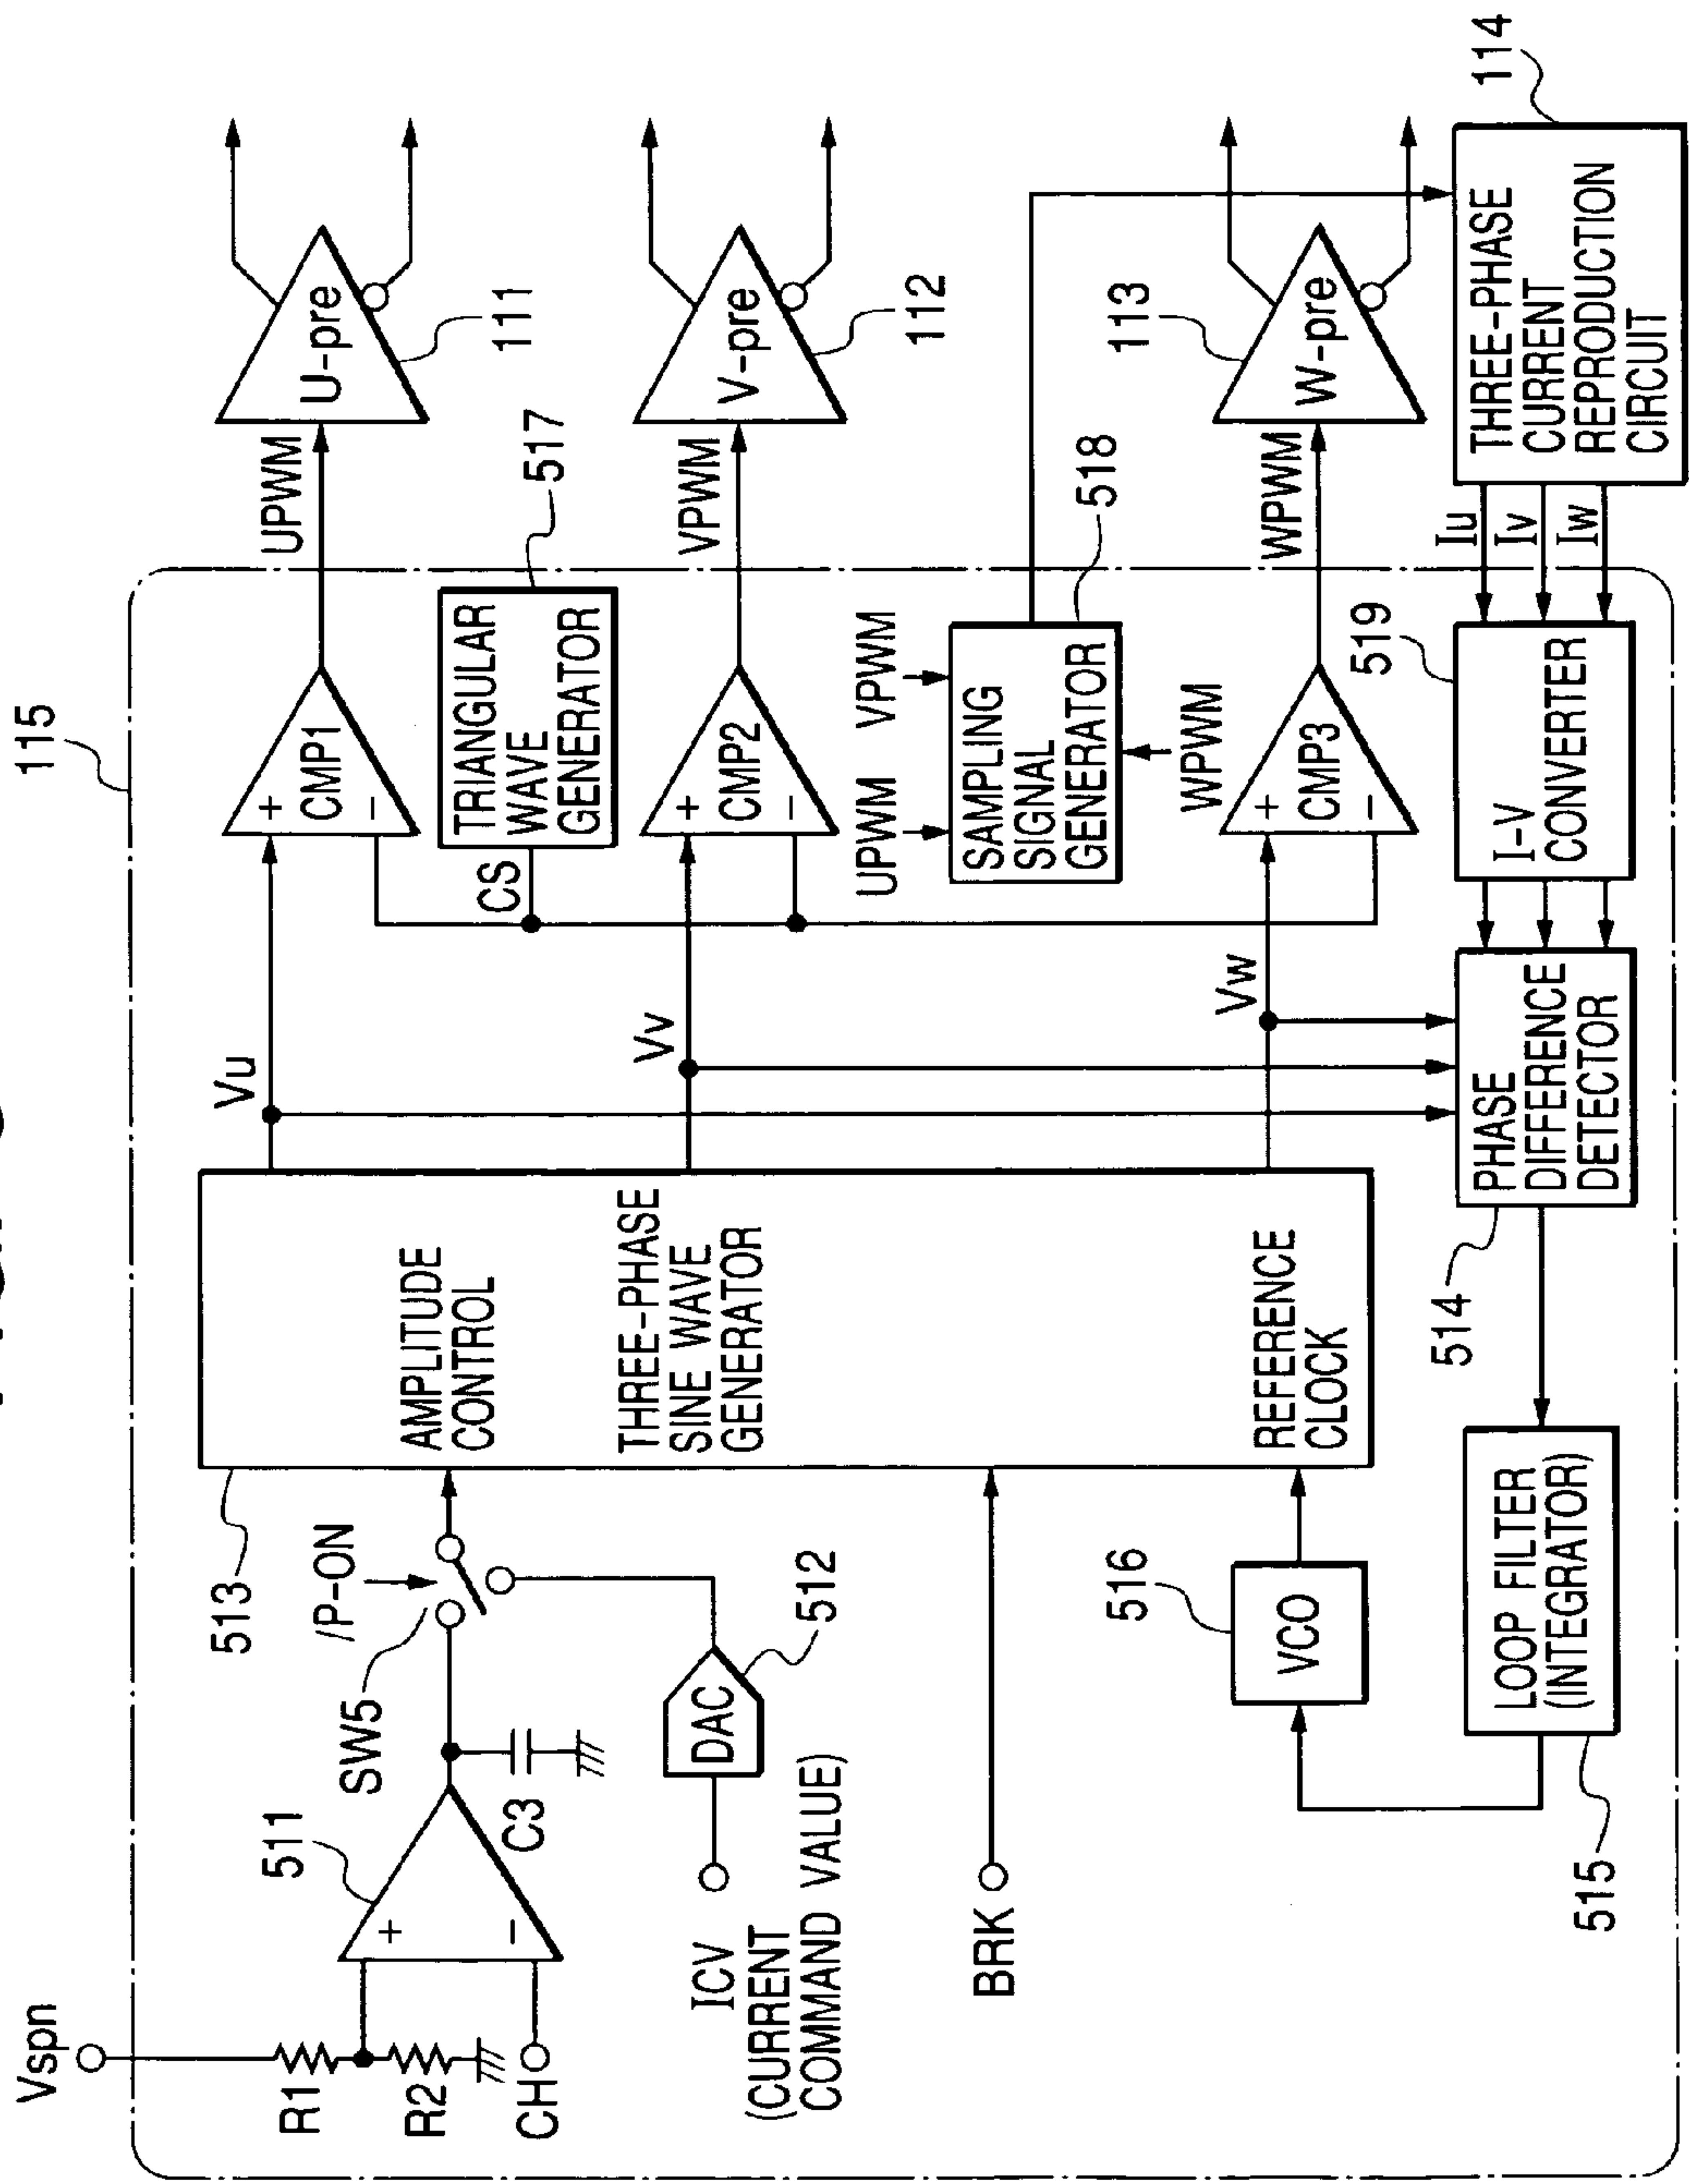 115
Vspn
R1
R2
CH
511
+
−
C3
SW5
/P-ON
513
AMPLITUDE
CONTROL
THREE-PHASE
SINE WAVE
GENERATOR
REFERENCE
CLOCK
ICV
(CURRENT
COMMAND VALUE)
DAC
512
BRK
516
VCO
515
LOOP FILTER
(INTEGRATOR)
514
PHASE
DIFFERENCE
DETECTOR
Vu
Vv
Vw
+
CMP1
−
CS
TRIANGULAR
WAVE
GENERATOR
517
+
CMP2
−
UPWM
VPWM
SAMPLING
SIGNAL
GENERATOR
518
WPWM
+
CMP3
−
519
I-V
CONVERTER
UPWM
U-pre
111
VPWM
V-pre
112
WPWM
W-pre
113
Iu
Iv
Iw
THREE-PHASE
CURRENT
REPRODUCTION
CIRCUIT
114